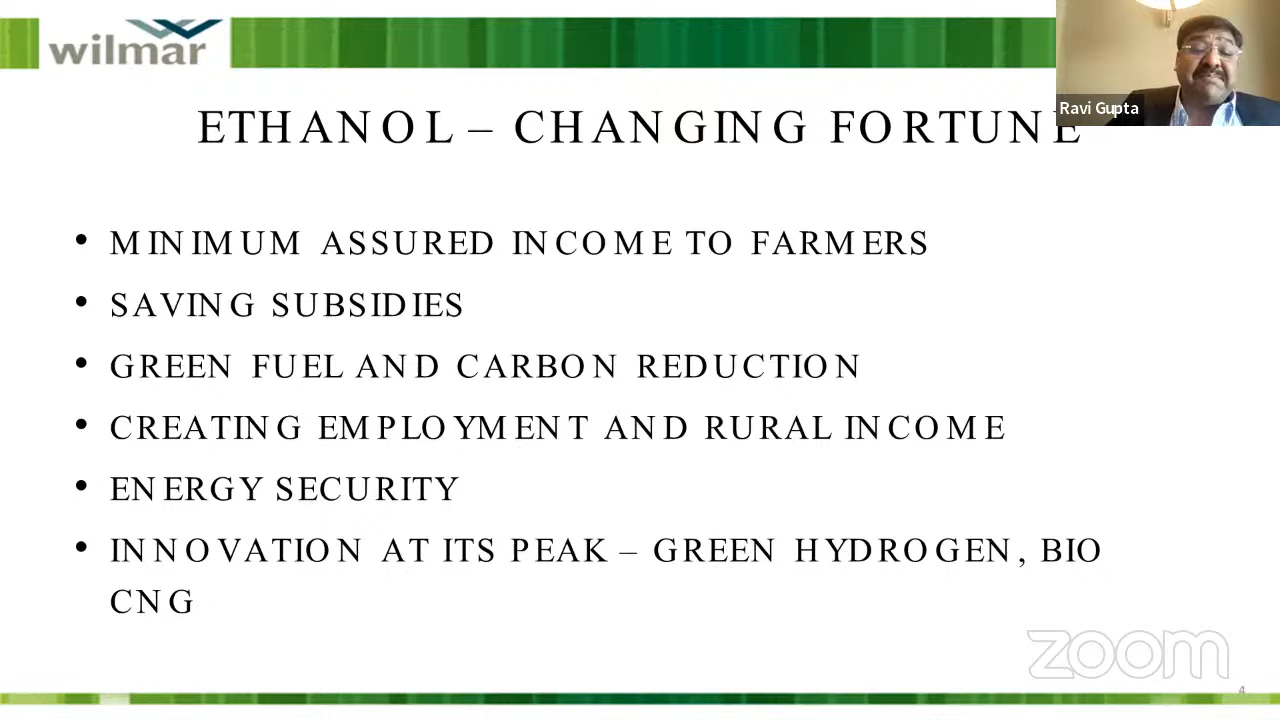 wilmar
Ravi Gupta
ETHANOL – CHANGING FORTUNE
• MINIMUM ASSURED INCOME TO FARMERS
• SAVING SUBSIDIES
• GREEN FUEL AND CARBON REDUCTION
• CREATING EMPLOYMENT AND RURAL INCOME
• ENERGY SECURITY
• INNOVATION AT ITS PEAK – GREEN HYDROGEN, BIO
CNG
zoom
4